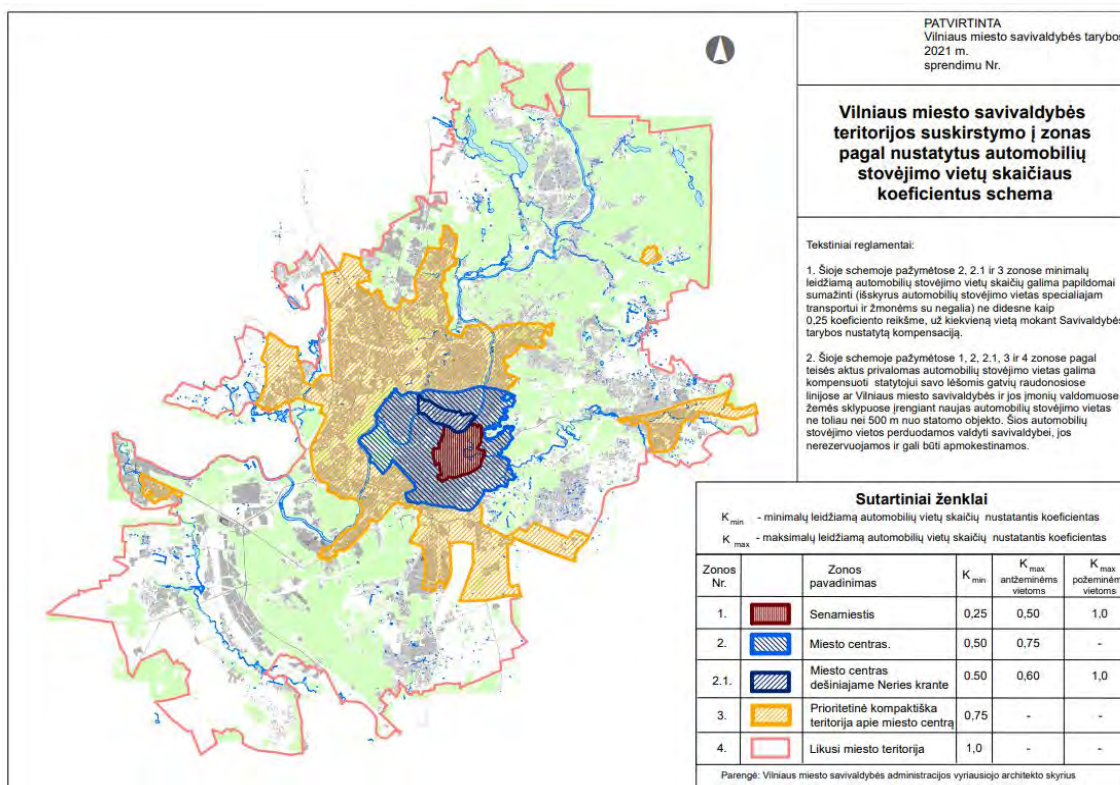 PATVIRTINTA
Vilniaus miesto savivaldybės tarybos
2021 m.
sprendimu Nr.
Vilniaus miesto savivaldybės
teritorijos suskirstymo į zonas
pagal nustatytus automobilių
stovėjimo vietų skaičiaus
koeficientus schema
Tekstiniai reglamentai:
1. Šioje schemoje pažymėtose 2, 2.1 ir 3 zonose minimalų
leidžiamą automobilių stovėjimo vietų skaičių galima papildomai
sumažinti (išskyrus automobilių stovėjimo vietas specialiajam
transportui ir žmonėms su negalia) ne didesne kaip
0,25 koeficiento reikšme, už kiekvieną vietą mokant Savivaldybės
tarybos nustatytą kompensaciją.
2. Šioje schemoje pažymėtose 1, 2, 2.1, 3 ir 4 zonose pagal
teisės aktus privalomas automobilių stovėjimo vietas galima
kompensuoti statytojui savo lėšomis gatvių raudonosiose
linijose ar Vilniaus miesto savivaldybės ir jos įmonių valdomuose
žemės sklypuose įrengiant naujas automobilių stovėjimo vietas
ne toliau nei 500 m nuo statomo objekto. Šios automobilių
stovėjimo vietos perduodamos valdyti savivaldybei, jos
nerezervuojamos ir gali būti apmokestinamos.
Sutartiniai ženklai
K min - minimalų leidžiamą automobilių vietų skaičių nustatantis koeficientas
K max - maksimalų leidžiamą automobilių vietų skaičių nustatantis koeficientas
Zonos Nr. Zonos pavadinimas K min K max antžeminėms vietoms K max požeminėms vietoms
1. Senamiestis 0,25 0,50 1,0
2. Miesto centras. 0,50 0,75 -
2.1. Miesto centras dešiniajame Neries krante 0.50 0,60 1,0
3. Prioritetinė kompaktiška teritorija apie miesto centrą 0,75 - -
4. Likusi miesto teritorija 1,0 - -
Parengė: Vilniaus miesto savivaldybės administracijos vyriausiojo architekto skyrius